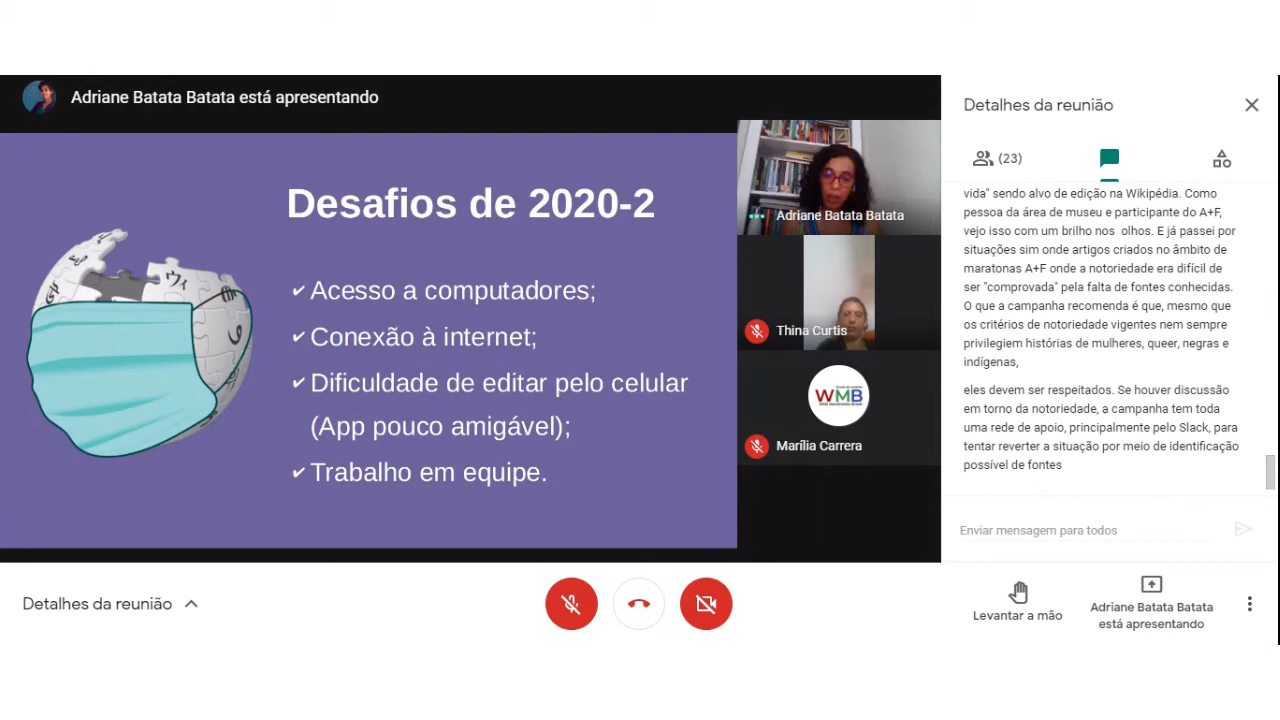 Adriane Batata Batata está apresentando
Desafios de 2020-2
✔ Acesso a computadores;
✔ Conexão à internet;
✔ Dificuldade de editar pelo celular
(App pouco amigável);
✔ Trabalho em equipe.
ウィ
Adriane Batata Batata
Thina Curtis
WMB
Marília Carrera
Detalhes da reunião
(23)
vida" sendo alvo de edição na Wikipédia. Como
pessoa da área de museu e participante do A+F,
vejo isso com um brilho nos olhos. E já passei por
situações sim onde artigos criados no âmbito de
maratonas A+F onde a notoriedade era difícil de
ser "comprovada" pela falta de fontes conhecidas.
O que a campanha recomenda é que, mesmo que
os critérios de notoriedade vigentes nem sempre
privilegiem histórias de mulheres, queer, negras e
indígenas,
eles devem ser respeitados. Se houver discussão
em torno da notoriedade, a campanha tem toda
uma rede de apoio, principalmente pelo Slack, para
tentar reverter a situação por meio de identificação
possível de fontes
Enviar mensagem para todos
Detalhes da reunião
Levantar a mão
Adriane Batata Batata
está apresentando